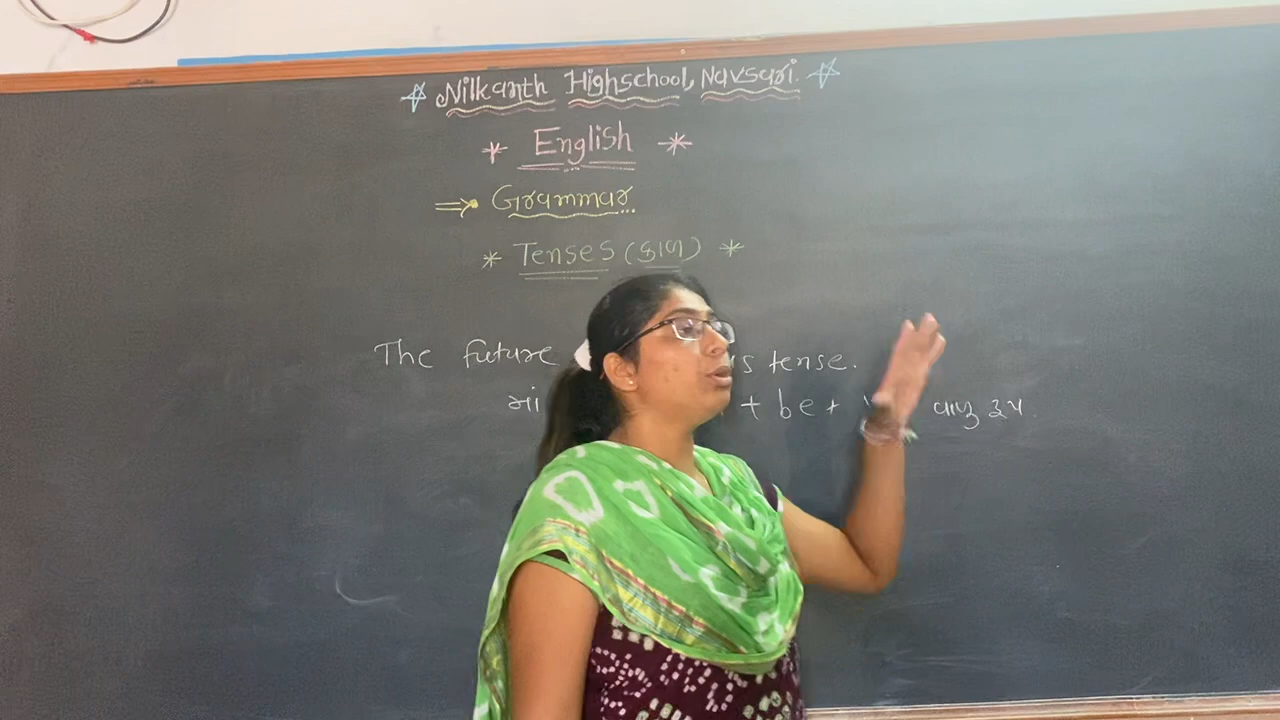 Nilkanth Highschool, Navsari.
English
⇒ Grammar
* Tenses (કાળ) *
The future s tense.
માં + be + ચાલુ રૂપ.